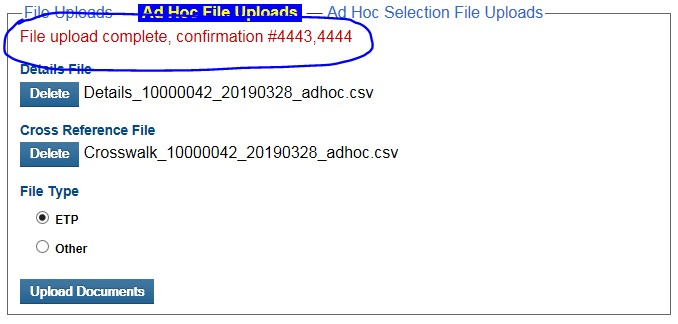 File Uploads — Ad Hoc File Uploads — Ad Hoc Selection File Uploads
File upload complete, confirmation #4443,4444
Details File
Delete Details_10000042_20190328_adhoc.csv
Cross Reference File
Delete Crosswalk_10000042_20190328_adhoc.csv
File Type
ETP
Other
Upload Documents